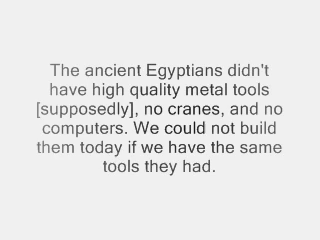 The ancient Egyptians didn't
have high quality metal tools
[supposedly], no cranes, and no
computers. We could not build
them today if we have the same
tools they had.